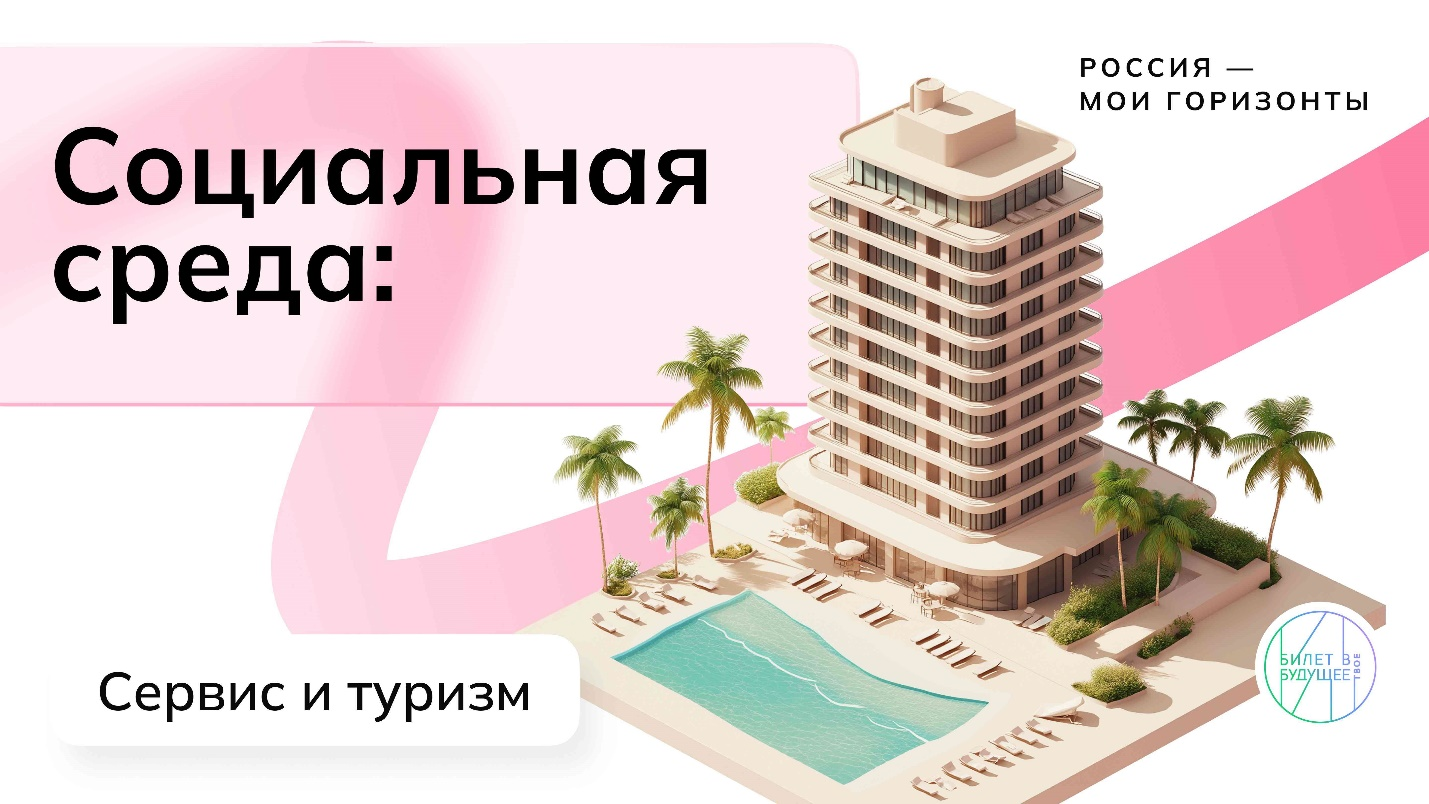 РОССИЯ —
МОИ ГОРИЗОНТЫ
Социальная
среда:
Сервис и туризм
БИЛЕТ В
БУДУЩЕЕ
ТВОЕ